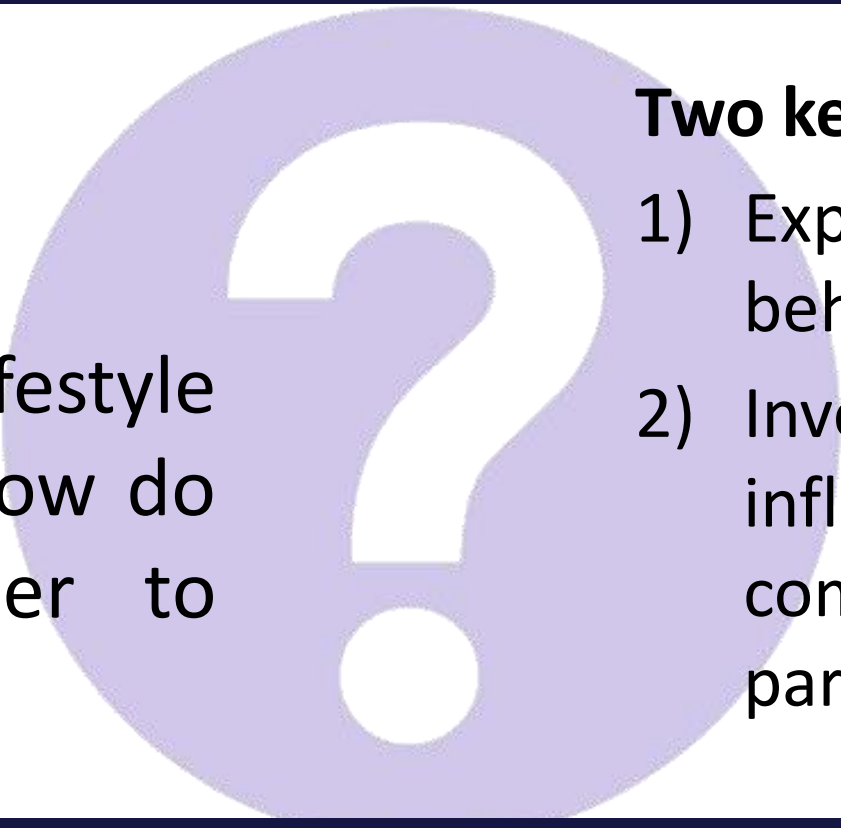 festyle
ow do
er to
Two ke
1) Exp
beh
2) Inv
infl
con
par